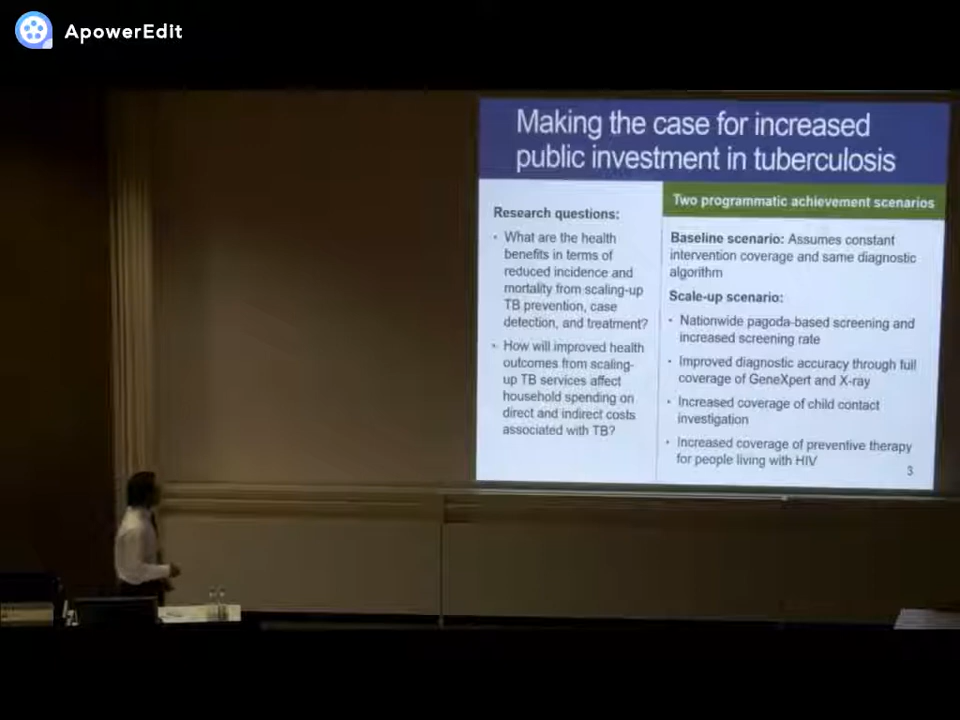 ApowerEdit
Making the case for increased
public investment in tuberculosis
Research questions:
• What are the health
benefits in terms of
reduced incidence and
mortality from scaling-up
TB prevention, case
detection, and treatment?
• How will improved health
outcomes from scaling-
up TB services affect
household spending on
direct and indirect costs
associated with TB?
Two programmatic achievement scenarios
Baseline scenario: Assumes constant
intervention coverage and same diagnostic
algorithm
Scale-up scenario:
• Nationwide pagoda-based screening and
increased screening rate
• Improved diagnostic accuracy through full
coverage of GeneXpert and X-ray
• Increased coverage of child contact
investigation
• Increased coverage of preventive therapy
for people living with HIV
3